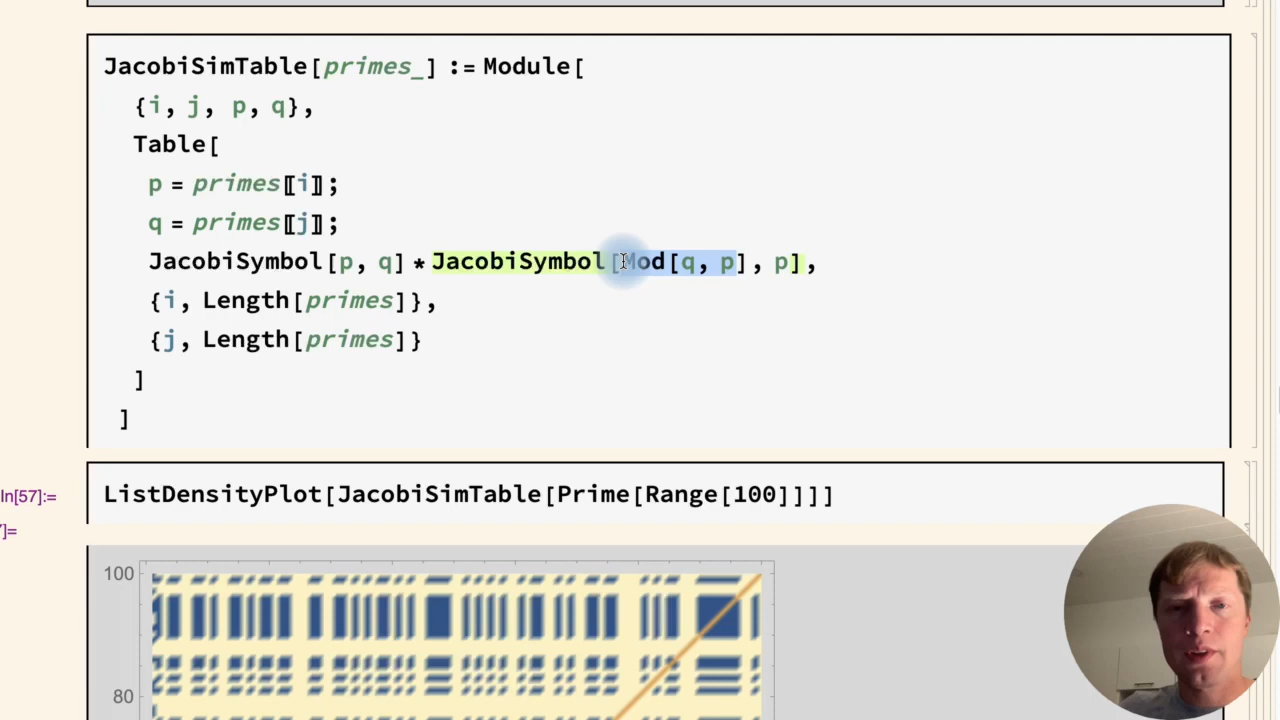 JacobiSimTable[primes_] := Module[
{i, j, p, q},
Table[
p = primes[[i]];
q = primes[[j]];
JacobiSymbol[p, q] * JacobiSymbol[Mod[q, p], p],
{i, Length[primes]},
{j, Length[primes]}
]
]
In[57]:=
ListDensityPlot[JacobiSimTable[Prime[Range[100]]]]
]=
100
80